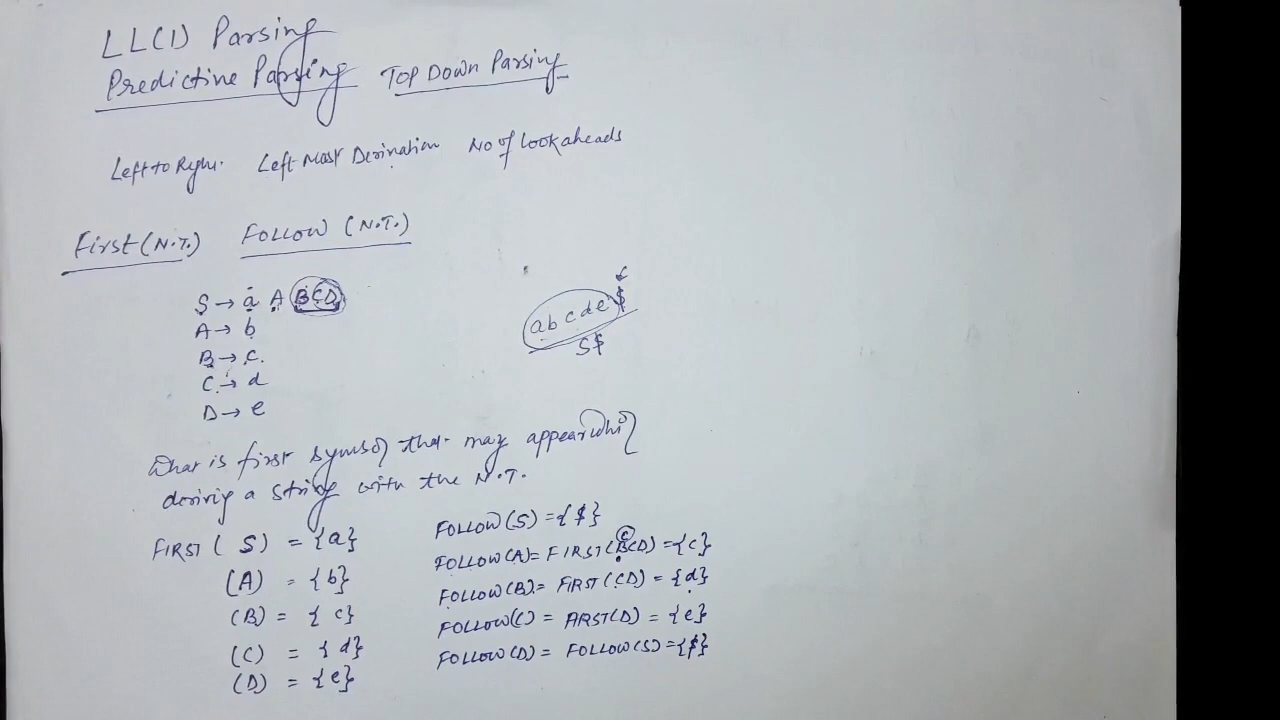 LL(1) Parsing
Predictive Parsing TOP DOWN Parsing
Left to Right. Left Most Derivation No of Lookaheads
First (N.T.) FOLLOW (N.T.)
S → a A BCD
A → b
B → c.
C → d
D → e
abcde $
S$
What is first symbol that may appear whil
deriving a string with the N.T.
FIRST ( S) = {a}
(A) = {b}
(B) = { c}
(C) = { d}
(D) = {e}
FOLLOW(S) = {$}
FOLLOW(A) = FIRST(BCD) = {c}
FOLLOW(B) = FIRST(CD) = {d}
FOLLOW(C) = FIRST(D) = {e}
FOLLOW(D) = FOLLOW(S) = {$}